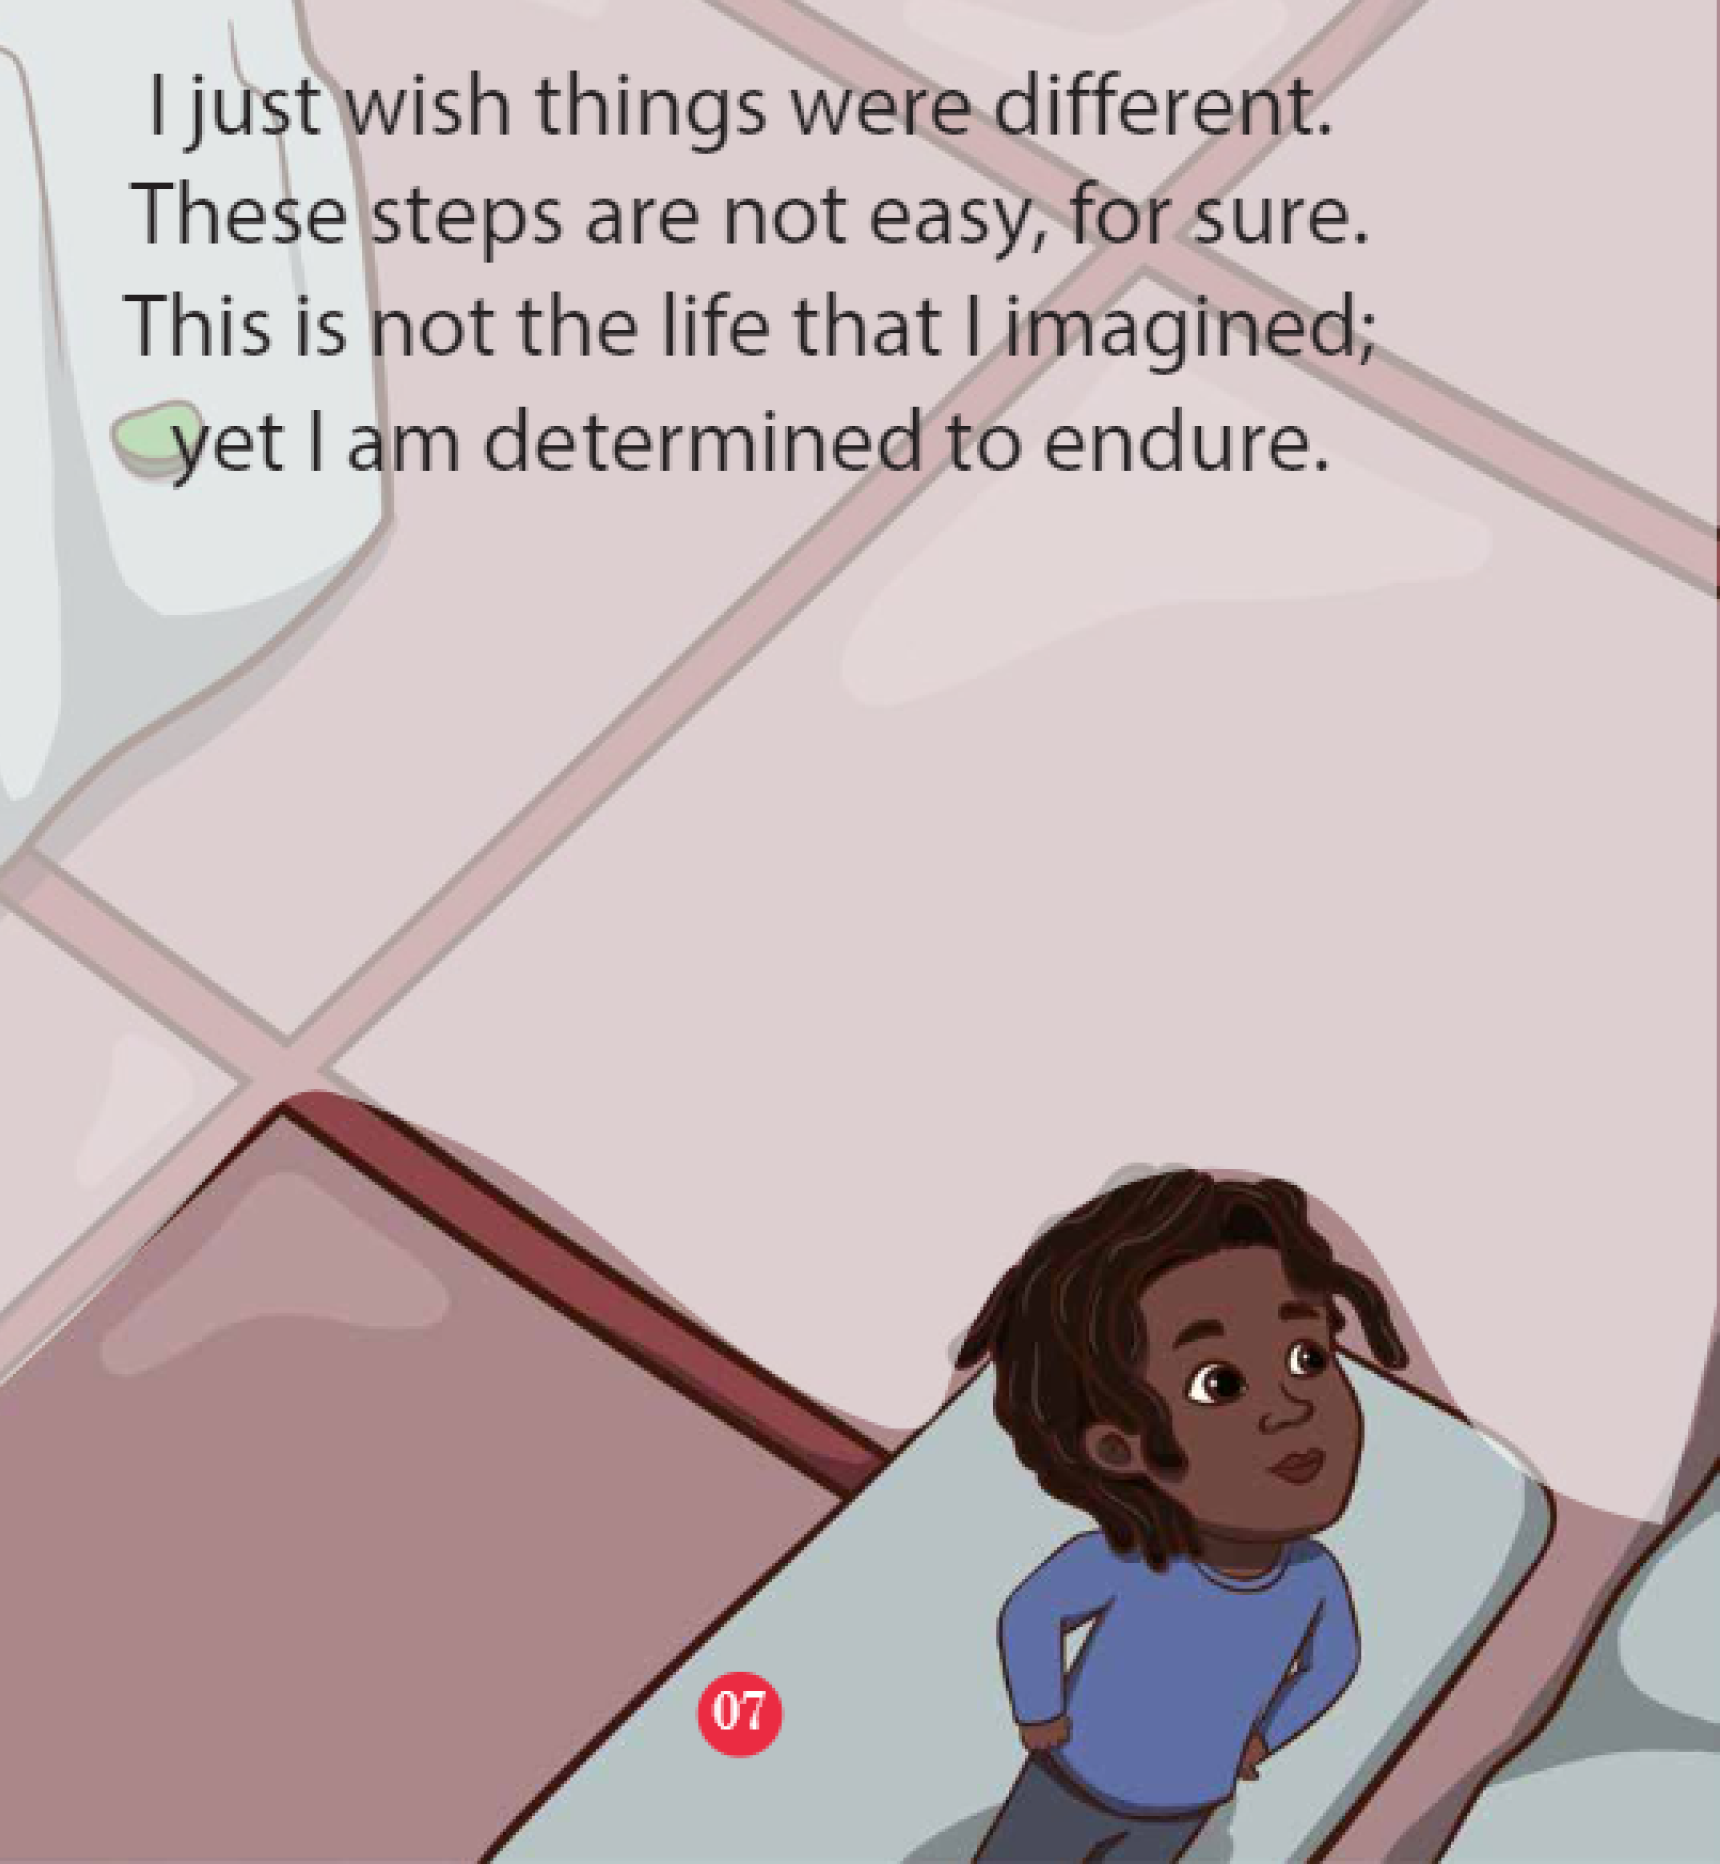 I just wish things were different.
These steps are not easy, for sure.
This is not the life that I imagined;
yet I am determined to endure.
07